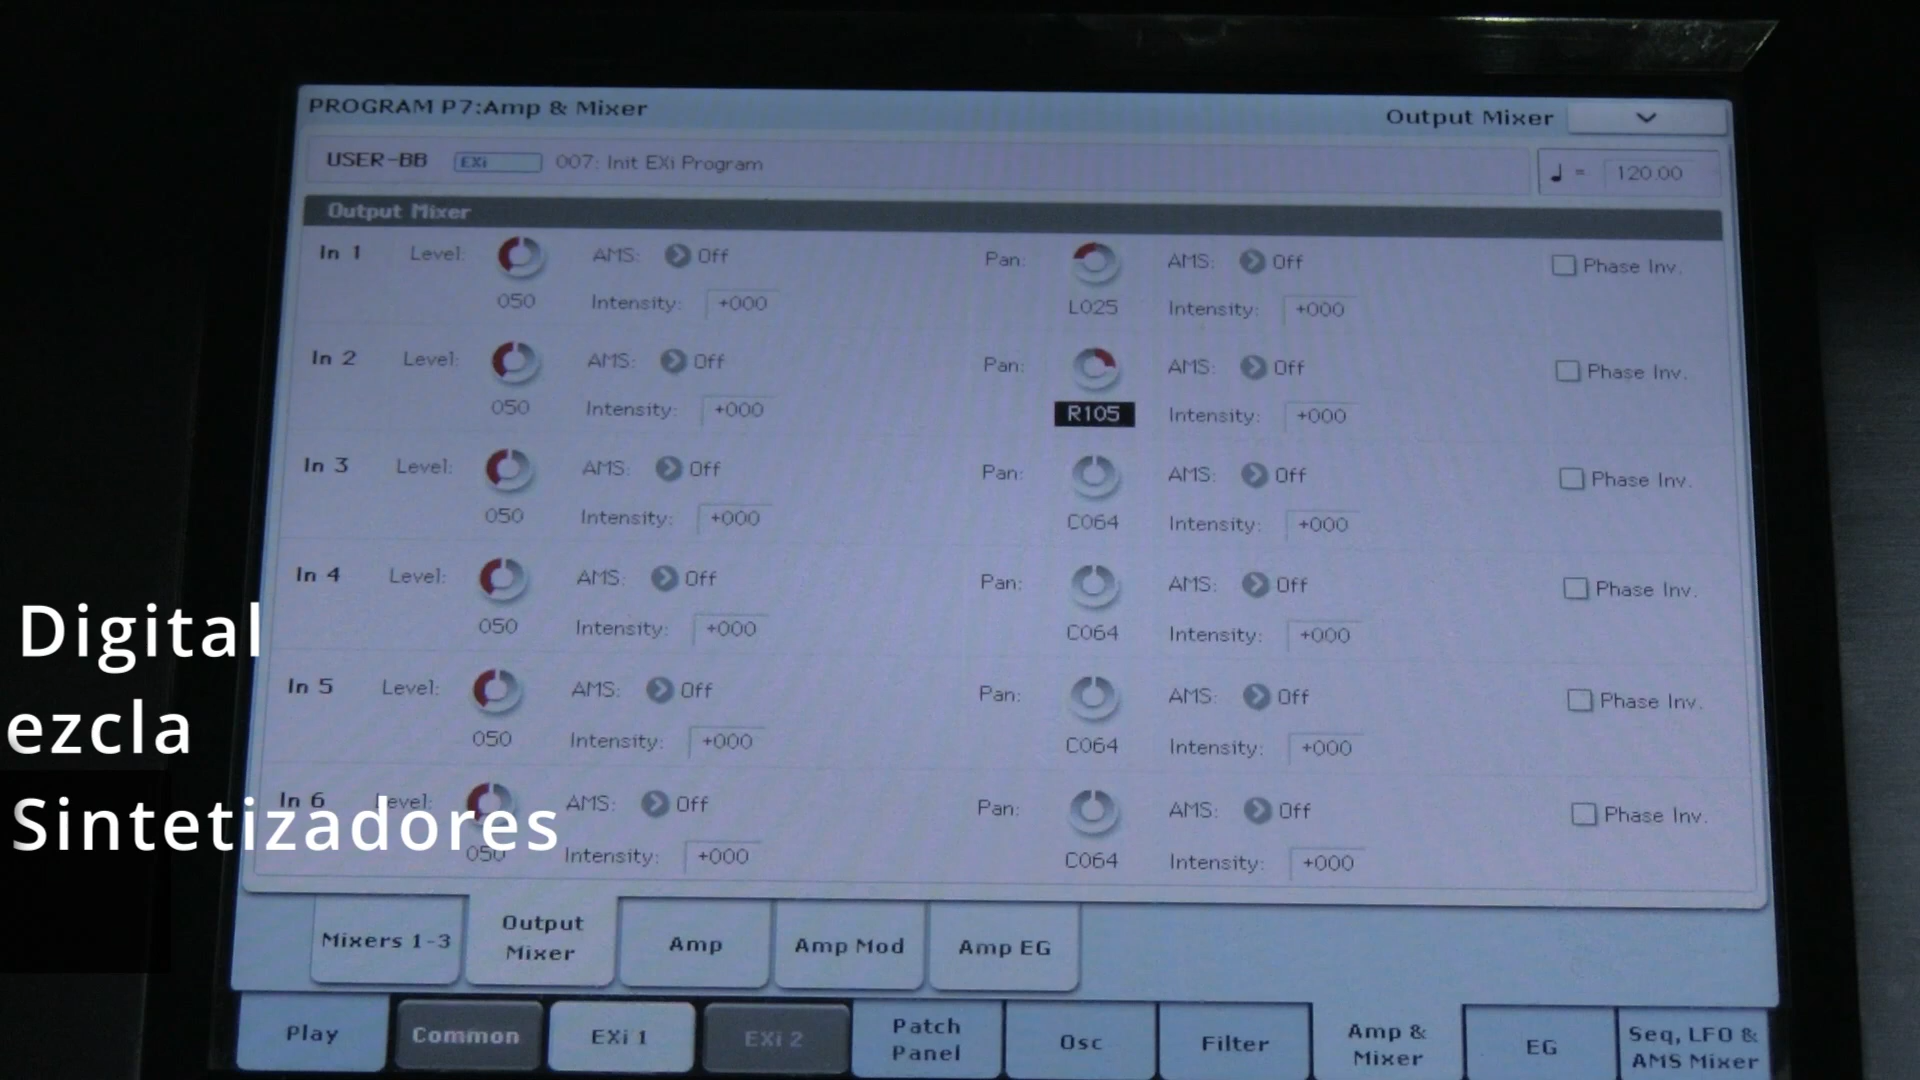 PROGRAM P7:Amp & Mixer
Output Mixer
USER-BB EXi 007: Init EXi Program
♩ = 120.00
Output Mixer
In 1 Level: AMS: Off Pan: AMS: Off Phase Inv.
050 Intensity: +000 L025 Intensity: +000
In 2 Level: AMS: Off Pan: AMS: Off Phase Inv.
050 Intensity: +000 R105 Intensity: +000
In 3 Level: AMS: Off Pan: AMS: Off Phase Inv.
050 Intensity: +000 C064 Intensity: +000
In 4 Level: AMS: Off Pan: AMS: Off Phase Inv.
050 Intensity: +000 C064 Intensity: +000
In 5 Level: AMS: Off Pan: AMS: Off Phase Inv.
050 Intensity: +000 C064 Intensity: +000
In 6 Level: AMS: Off Pan: AMS: Off Phase Inv.
050 Intensity: +000 C064 Intensity: +000
Digital
ezcla
Sintetizadores
Mixers 1-3 Output Mixer Amp Amp Mod Amp EG
Play Common EXi 1 EXi 2 Patch Panel Osc Filter Amp & Mixer EG Seq, LFO & AMS Mixer